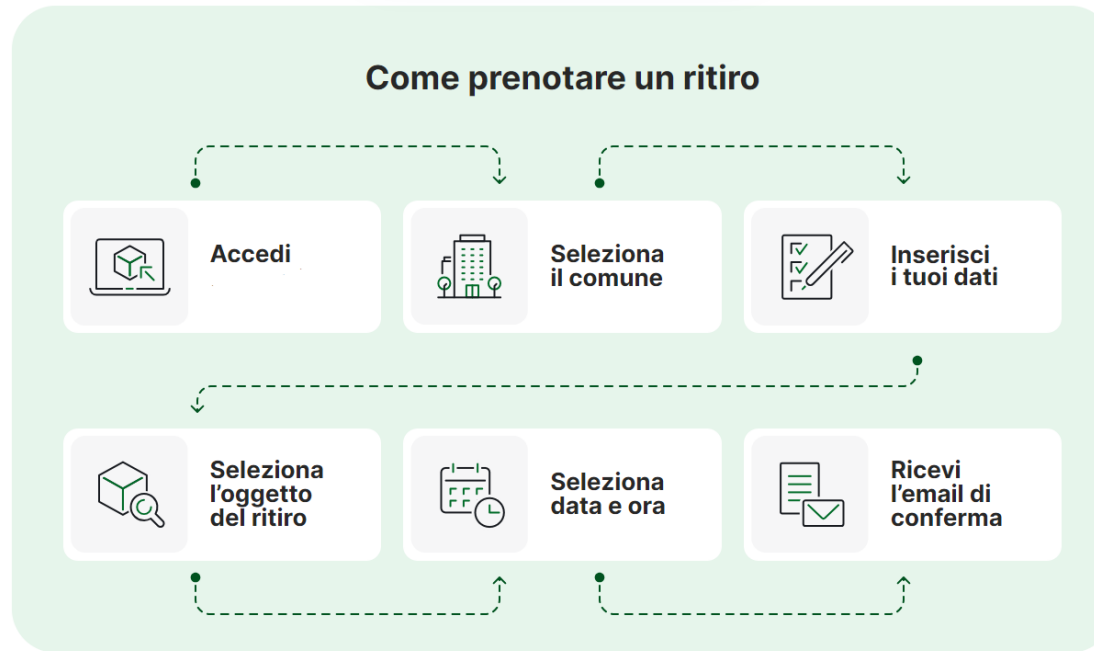 Come prenotare un ritiro
Accedi
Seleziona
il comune
Inserisci
i tuoi dati
Seleziona
l’oggetto
del ritiro
Seleziona
data e ora
Ricevi
l’email di
conferma